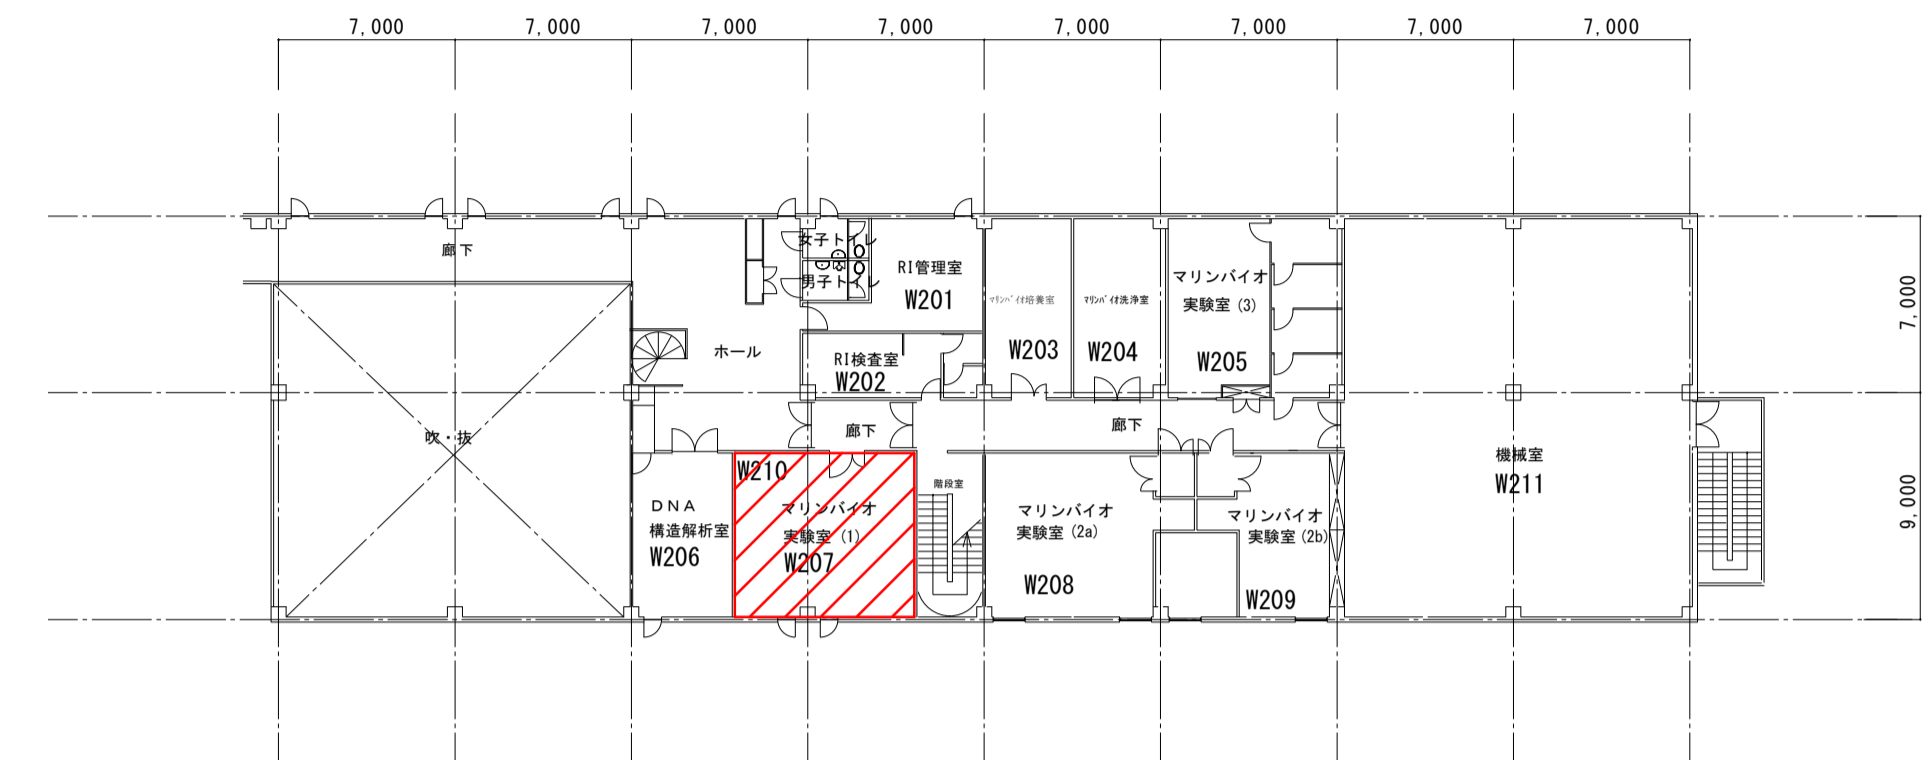 7,000 7,000 7,000 7,000 7,000 7,000 7,000 7,000
廊下
女子トイレ
男子トイレ
RI管理室
W201
ホール
RI検査室
W202
マリンバイオ培養室
W203
マリンバイオ洗浄室
W204
マリンバイオ
実験室(3)
W205
7,000
吹・抜
廊下
廊下
W210
DNA
構造解析室
W206
マリンバイオ
実験室(1)
W207
階段室
マリンバイオ
実験室(2a)
W208
マリンバイオ
実験室(2b)
W209
機械室
W211
9,000